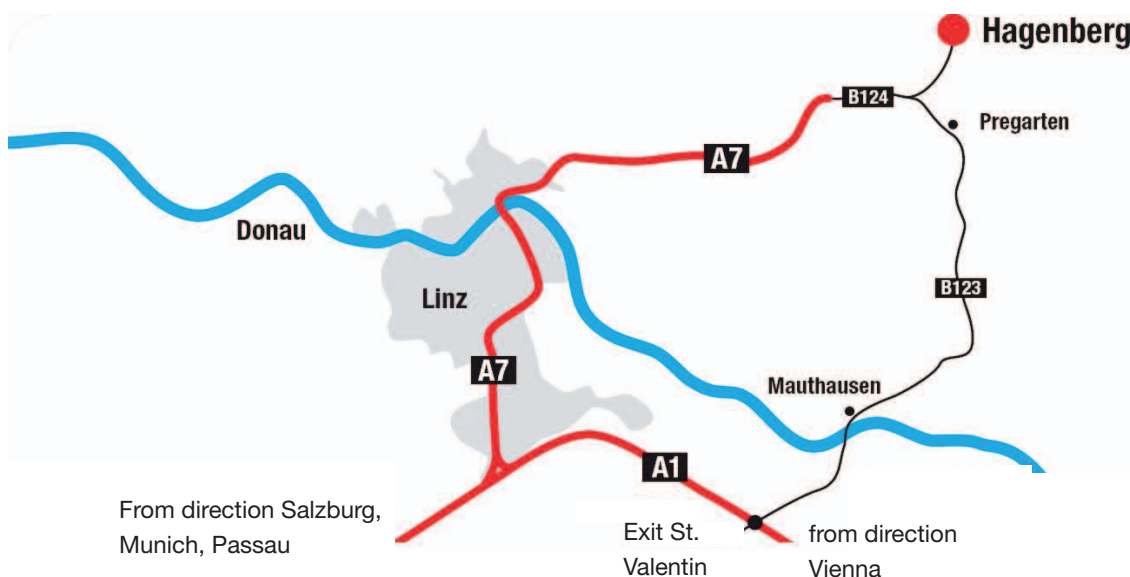 Hagenberg
B124
Pregarten
A7
Donau
Linz
B123
A7
Mauthausen
A1
From direction Salzburg,
Munich, Passau
Exit St.
Valentin
from direction
Vienna